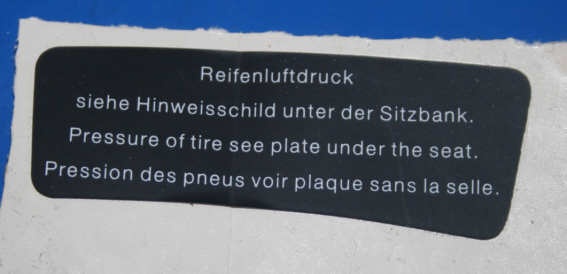 Reifenluftdruck
siehe Hinweisschild unter der Sitzbank.
Pressure of tire see plate under the seat.
Pression des pneus voir plaque sans la selle.